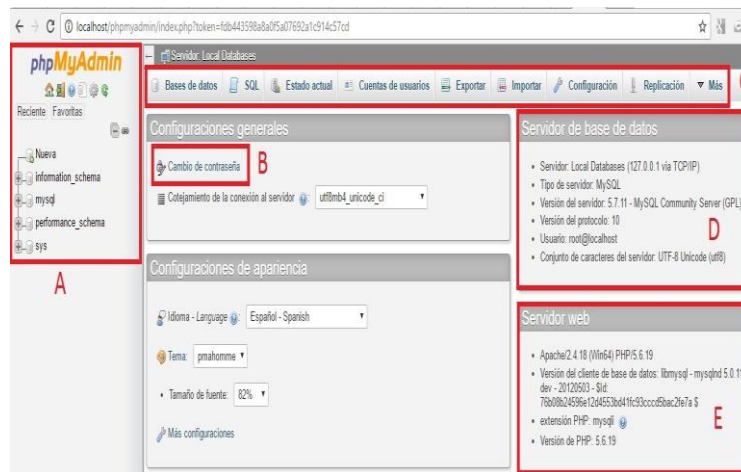 localhost/phpmyadmin/index.php?token=fdb443598a8a0f5a07692a1c914c57cd
phpMyAdmin
Reciente Favoritas
Nueva
information_schema
mysql
performance_schema
sys
A
Servidor: Local Databases
Bases de datos SQL Estado actual Cuentas de usuarios Exportar Importar Configuración Replicación Más
Configuraciones generales
Cambio de contraseña
B
Cotejamiento de la conexión al servidor utf8mb4_unicode_ci
Configuraciones de apariencia
Idioma - Language Español - Spanish
Tema: pmahomme
Tamaño de fuente: 82%
Más configuraciones
Servidor de base de datos
Servidor: Local Databases (127.0.0.1 via TCP/IP)
Tipo de servidor: MySQL
Versión del servidor: 5.7.11 - MySQL Community Server (GPL)
Versión del protocolo: 10
Usuario: root@localhost
Conjunto de caracteres del servidor: UTF-8 Unicode (utf8)
D
Servidor web
Apache/2.4.18 (Win64) PHP/5.6.19
Versión del cliente de base de datos: libmysql - mysqlnd 5.0.11
dev - 20120503 - $Id:
76b08b24596e12d4553bd41fc93cccd5bac2fe7a $
extensión PHP: mysqli
Versión de PHP: 5.6.19
E